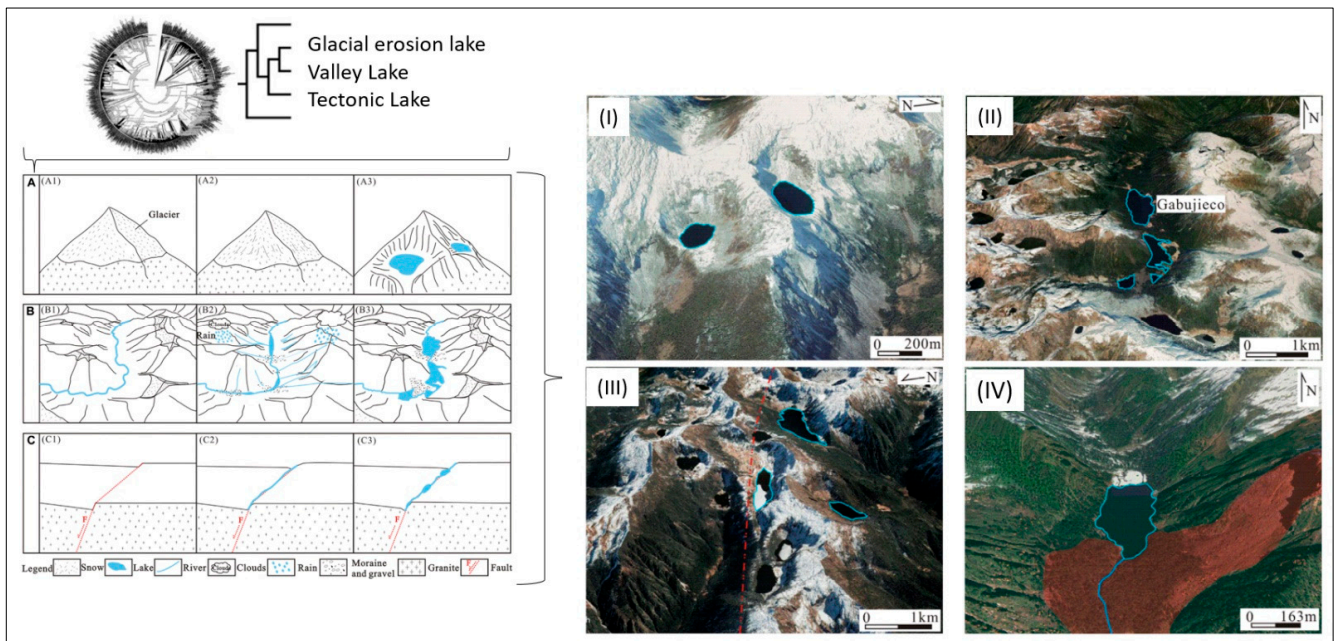 Glacial erosion lake
Valley Lake
Tectonic Lake
A (A1) (A2) (A3)
Glacier
B (B1) (B2) (B3)
Clouds
Rain
C (C1) (C2) (C3)
F F F
Legend Snow Lake River Clouds Clouds Rain Moraine and gravel Granite F Fault
(I) N
0 200m
(II) N
Gabujieco
0 1km
(III) N
0 1km
(IV) N
0 163m